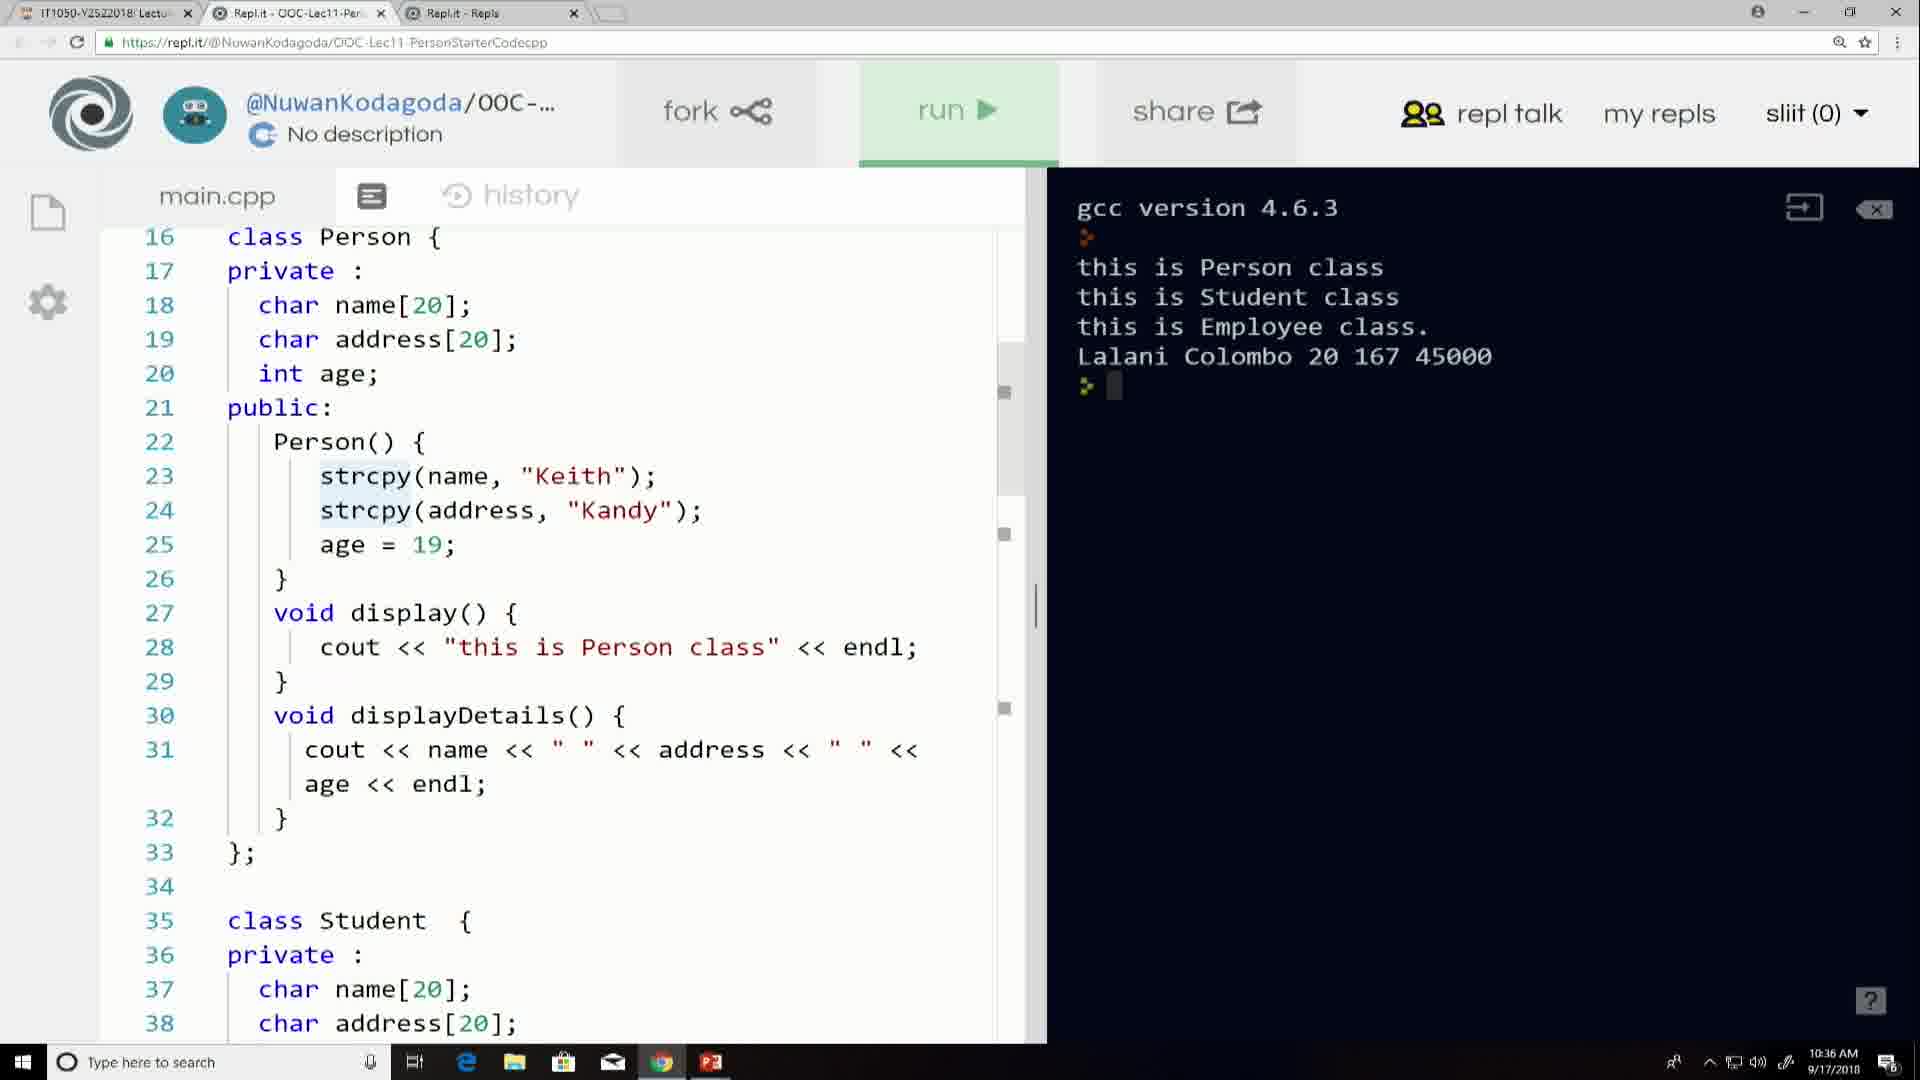 IT1050-Y2S22018: Lectu
Repl.it - OOC-Lec11-Per
Repl.it - Repls
https://repl.it/@NuwanKodagoda/OOC-Lec11-PersonStarterCodecpp
@NuwanKodagoda/OOC-...
No description
fork
run
share
repl talk
my repls
sliit (0)
main.cpp
history
16 class Person {
17 private :
18 char name[20];
19 char address[20];
20 int age;
21 public:
22 Person() {
23 strcpy(name, "Keith");
24 strcpy(address, "Kandy");
25 age = 19;
26 }
27 void display() {
28 cout << "this is Person class" << endl;
29 }
30 void displayDetails() {
31 cout << name << " " << address << " " <<
age << endl;
32 }
33 };
34
35 class Student {
36 private :
37 char name[20];
38 char address[20];
gcc version 4.6.3
this is Person class
this is Student class
this is Employee class.
Lalani Colombo 20 167 45000
?
Type here to search
10:36 AM
9/17/2018